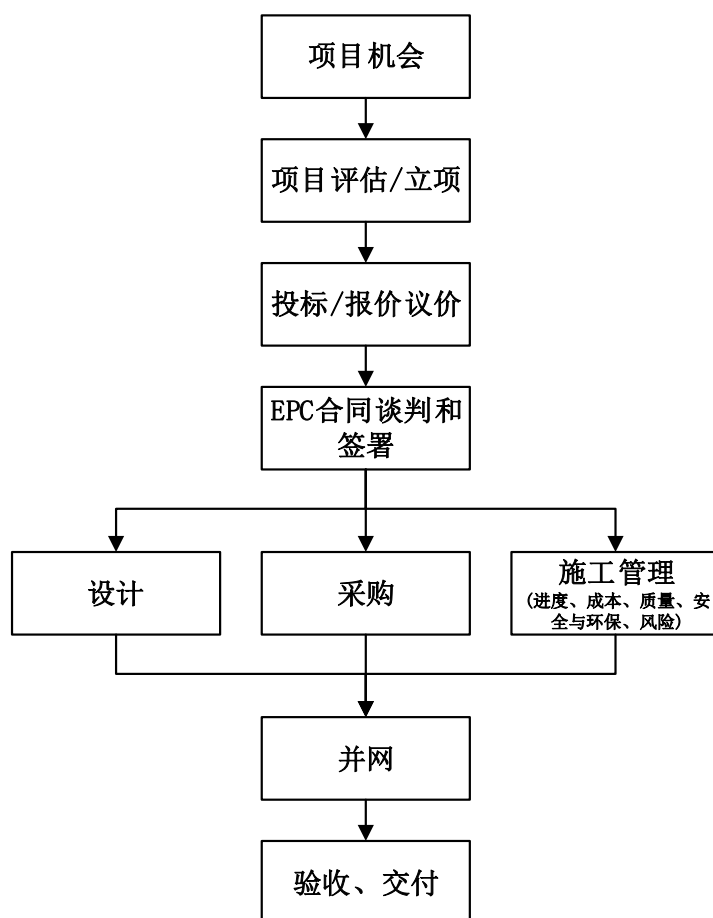 项目机会
项目评估/立项
投标/报价议价
EPC合同谈判和
签署
设计
采购
施工管理
(进度、成本、质量、安
全与环保、风险)
并网
验收、交付